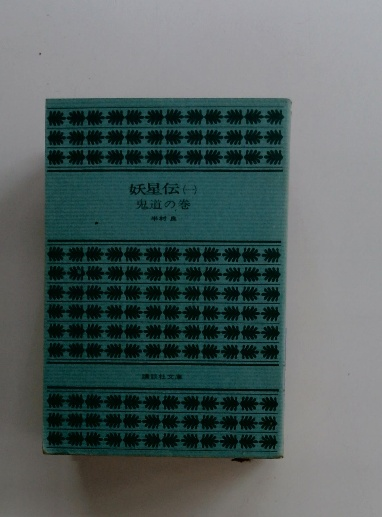 妖星伝(一)
鬼道の巻
半村 良
講談社文庫